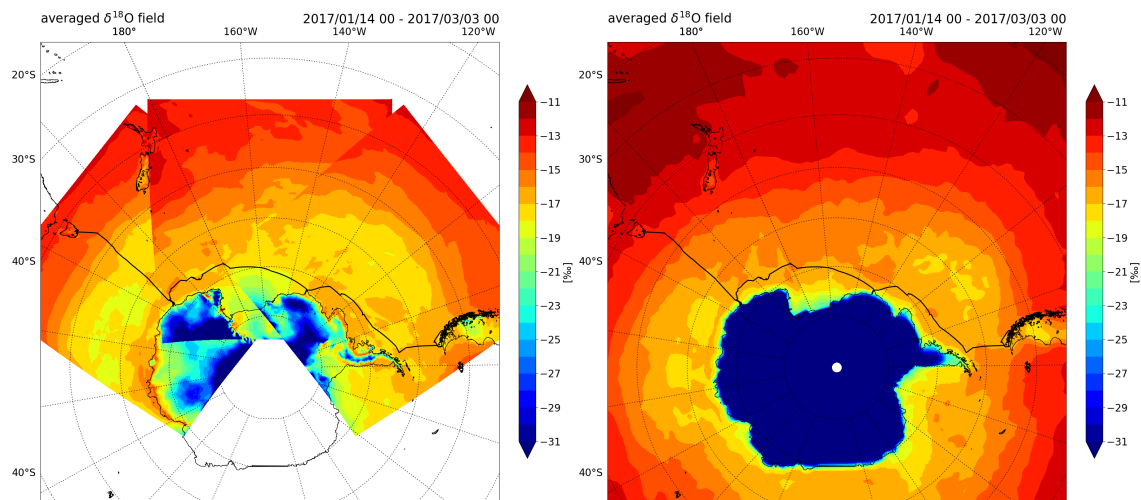 averaged δ¹⁸O field 2017/01/14 00 - 2017/03/03 00
180° 160°W 140°W 120°W
20°S
30°S
40°S
40°S
−11
−13
−15
−17
−19
−21
−23
−25
−27
−29
−31
[‰]
averaged δ¹⁸O field 2017/01/14 00 - 2017/03/03 00
180° 160°W 140°W 120°W
20°S
30°S
40°S
40°S
−11
−13
−15
−17
−19
−21
−23
−25
−27
−29
−31
[‰]